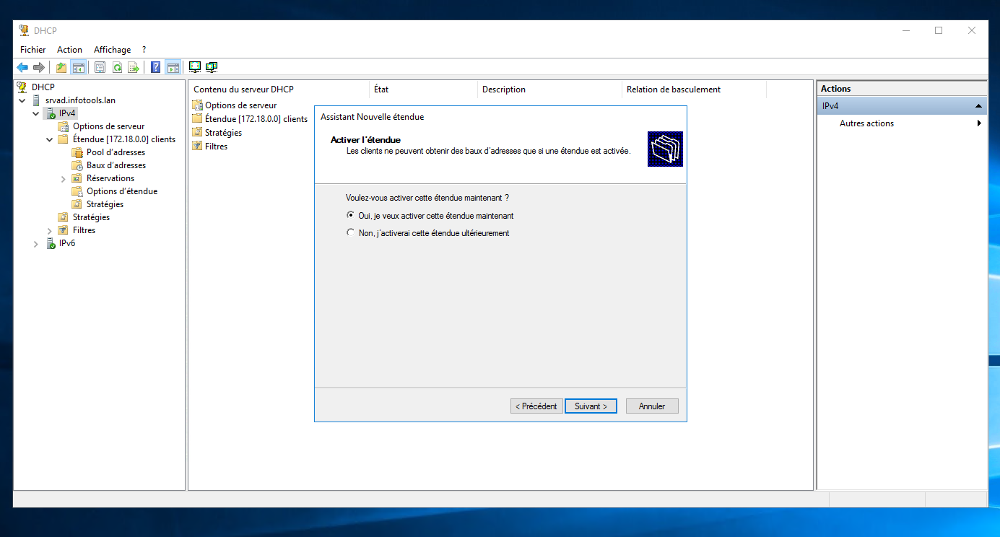 DHCP
Fichier Action Affichage ?
DHCP
srvad.infotools.lan
IPv4
Options de serveur
Étendue [172.18.0.0] clients
Pool d'adresses
Baux d'adresses
Réservations
Options d'étendue
Stratégies
Stratégies
Filtres
IPv6
Contenu du serveur DHCP État Description Relation de basculement
Options de serveur
Étendue [172.18.0.0] clients
Stratégies
Filtres
Assistant Nouvelle étendue
Activer l'étendue
Les clients ne peuvent obtenir des baux d'adresses que si une étendue est activée.
Voulez-vous activer cette étendue maintenant ?
Oui, je veux activer cette étendue maintenant
Non, j'activerai cette étendue ultérieurement
< Précédent Suivant > Annuler
Actions
IPv4
Autres actions